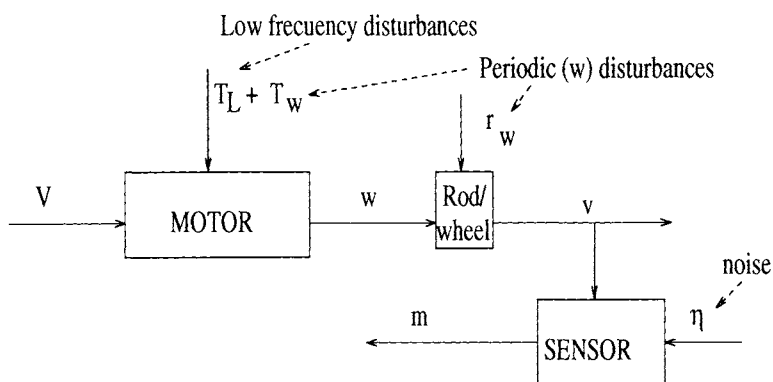 Low frecuency disturbances
Periodic (w) disturbances
T_L + T_w
r_w
V
MOTOR
w
Rod/
wheel
v
noise
m
η
SENSOR